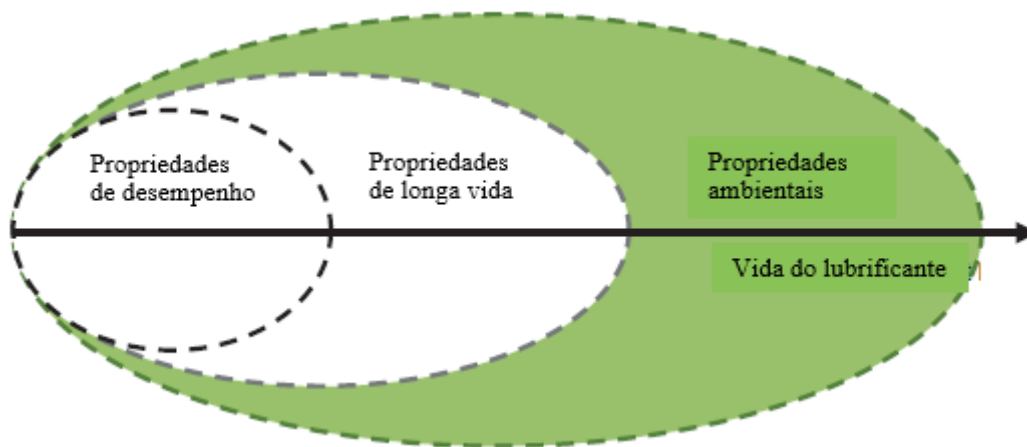 Propriedades
de desempenho
Propriedades
de longa vida
Propriedades
ambientais
Vida do lubrificante